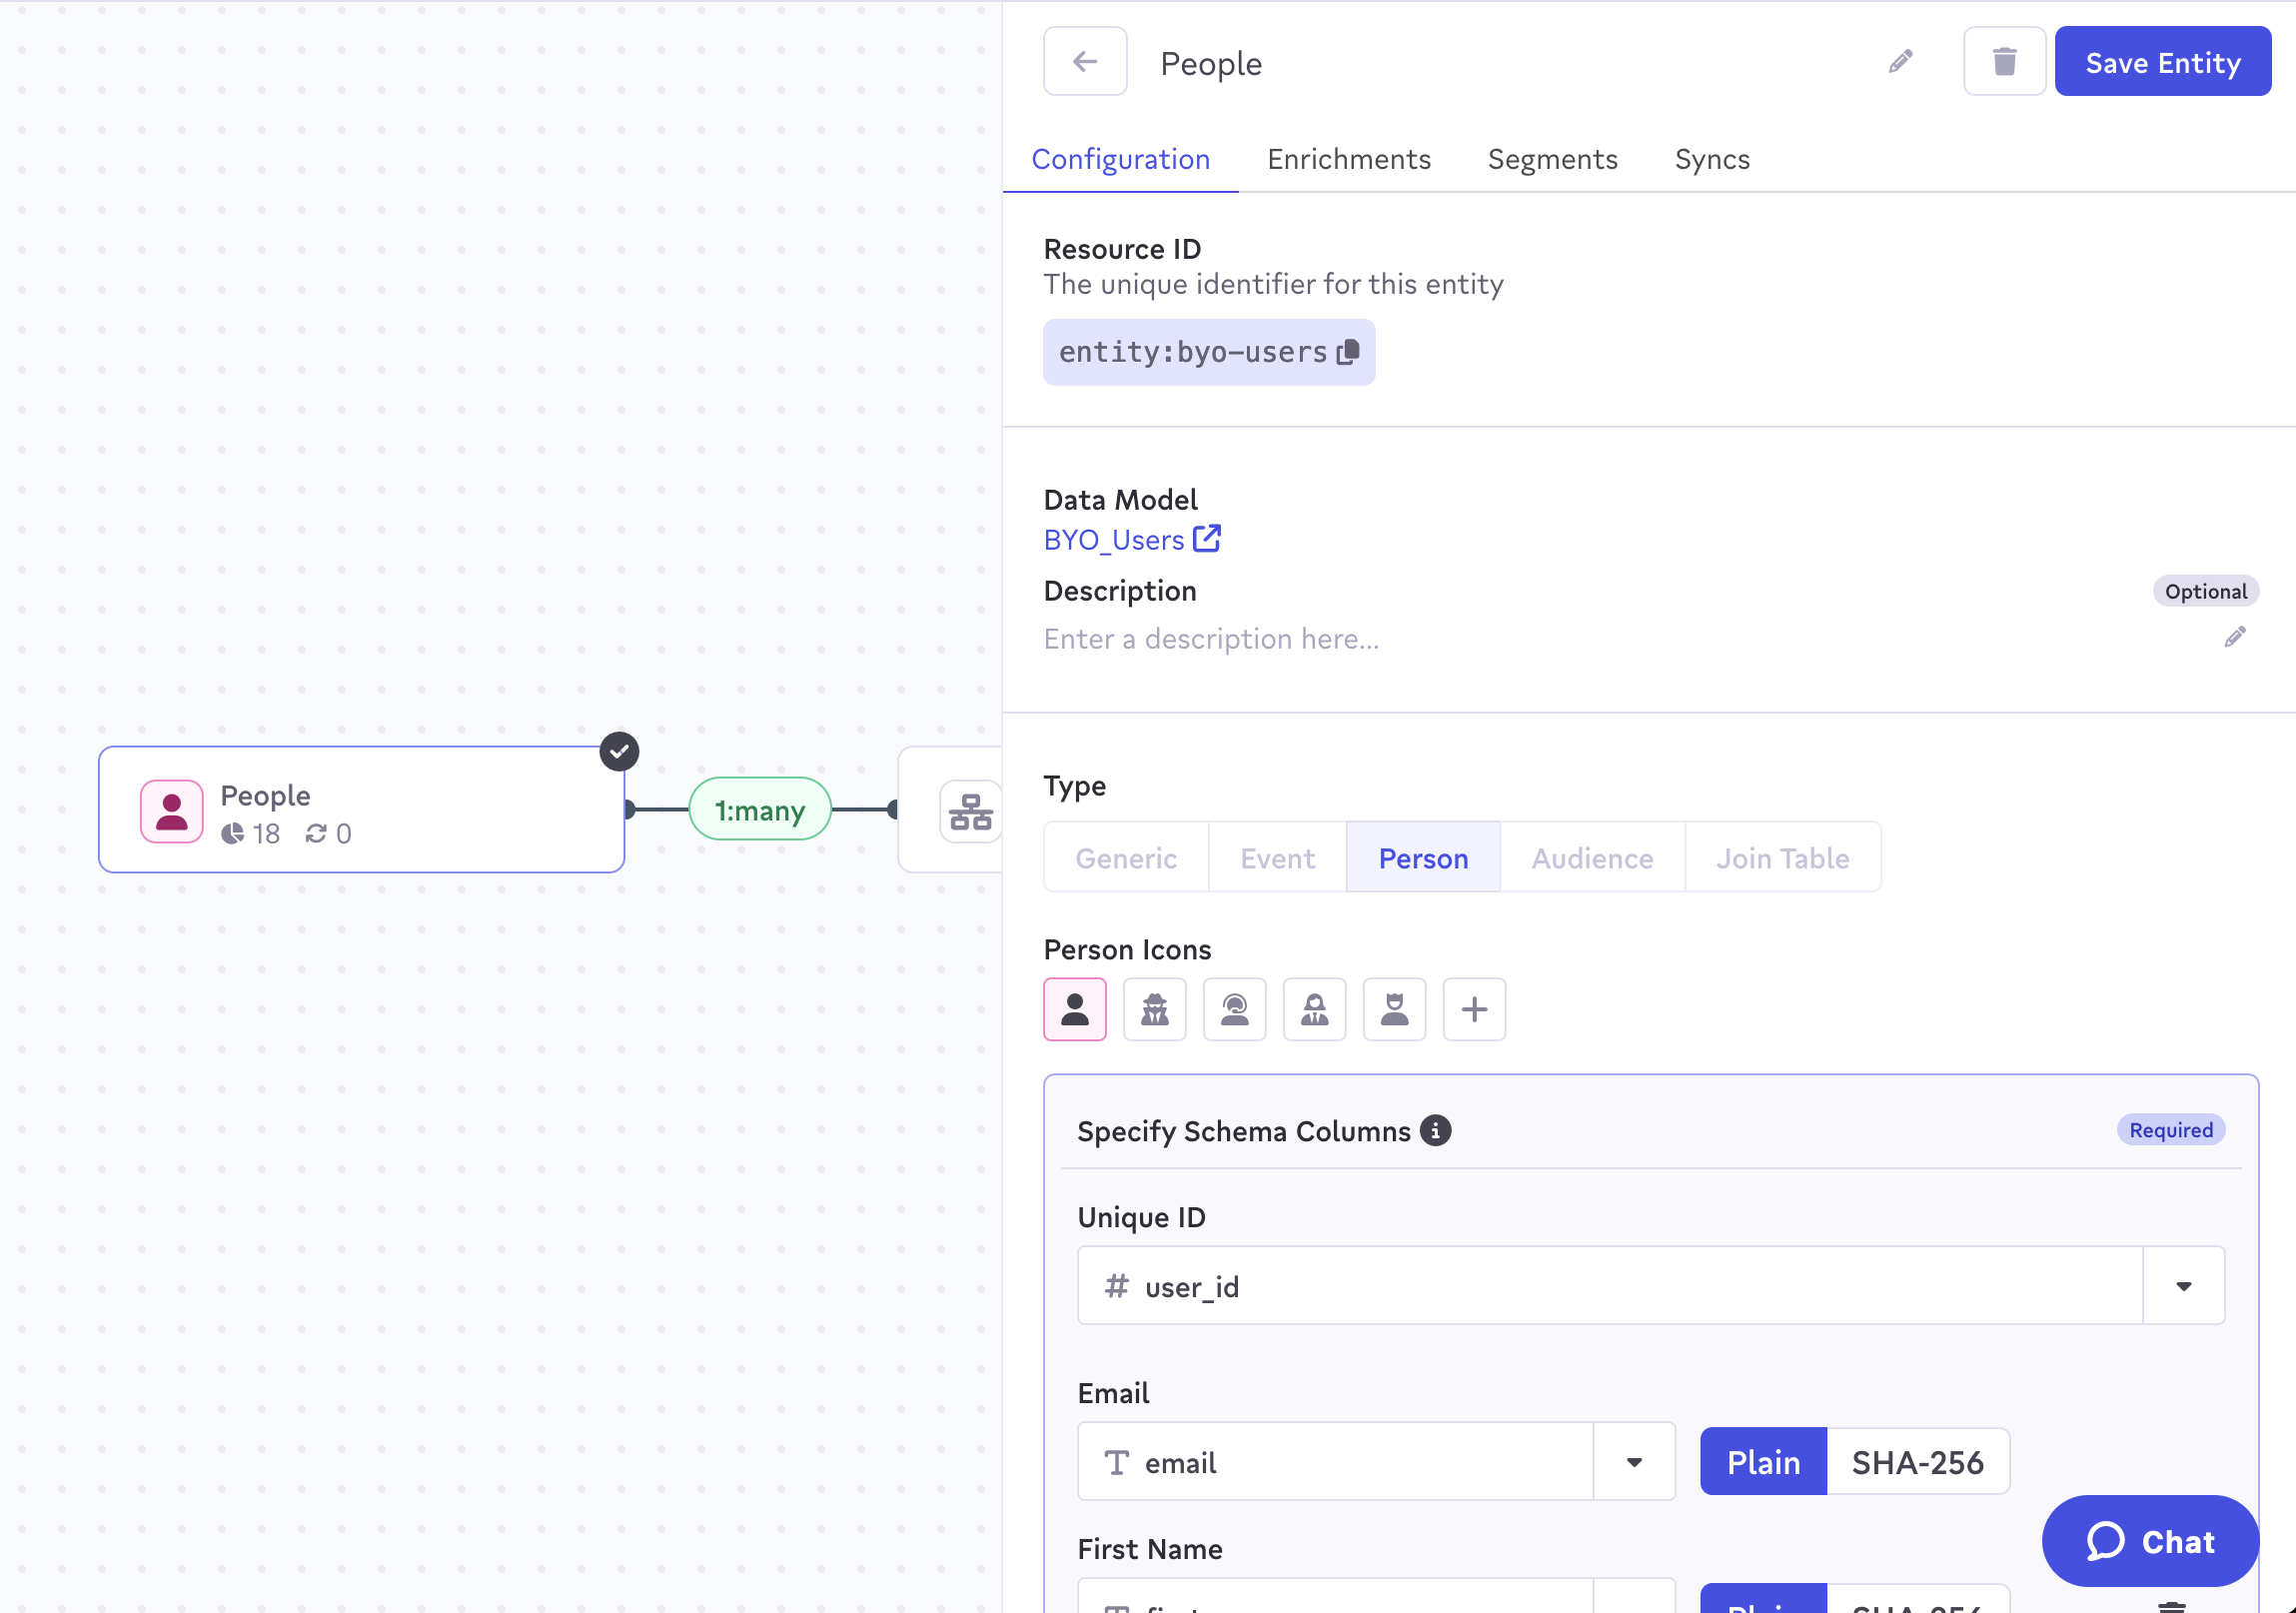 People
Save Entity
Configuration
Enrichments
Segments
Syncs
Resource ID
The unique identifier for this entity
entity:byo-users
Data Model
BYO_Users
Description
Optional
Enter a description here...
People
18
0
1:many
Type
Generic
Event
Person
Audience
Join Table
Person Icons
Specify Schema Columns
Required
Unique ID
# user_id
Email
email
Plain
SHA-256
Chat
First Name